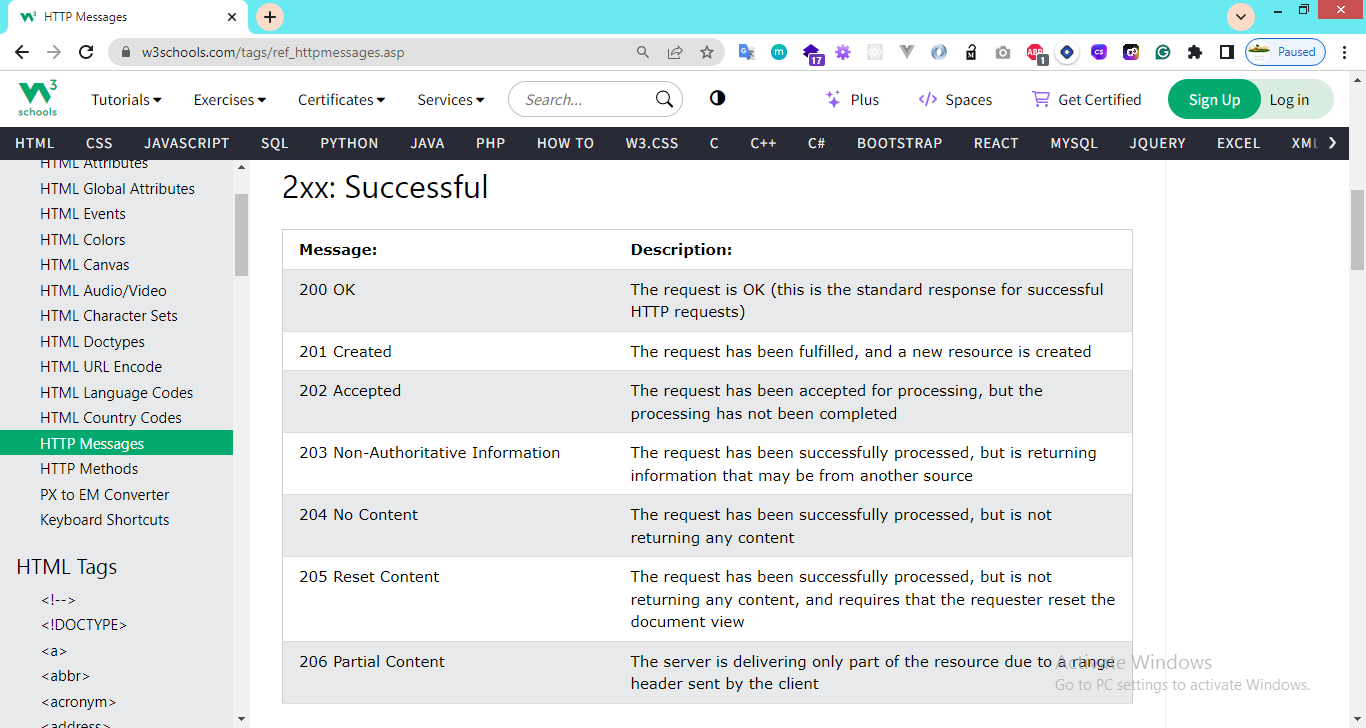 HTTP Messages
w3schools.com/tags/ref_httpmessages.asp
17
ABP
1
CS
Paused
W3
schools
Tutorials
Exercises
Certificates
Services
Search...
Plus
Spaces
Get Certified
Sign Up
Log in
HTML CSS JAVASCRIPT SQL PYTHON JAVA PHP HOW TO W3.CSS C C++ C# BOOTSTRAP REACT MYSQL JQUERY EXCEL XML
HTML Attributes
HTML Global Attributes
HTML Events
HTML Colors
HTML Canvas
HTML Audio/Video
HTML Character Sets
HTML Doctypes
HTML URL Encode
HTML Language Codes
HTML Country Codes
HTTP Messages
HTTP Methods
PX to EM Converter
Keyboard Shortcuts
HTML Tags
<!-->
<!DOCTYPE>
<a>
<abbr>
<acronym>
<address>
2xx: Successful
Message: Description:
200 OK The request is OK (this is the standard response for successful
HTTP requests)
201 Created The request has been fulfilled, and a new resource is created
202 Accepted The request has been accepted for processing, but the
processing has not been completed
203 Non-Authoritative Information The request has been successfully processed, but is returning
information that may be from another source
204 No Content The request has been successfully processed, but is not
returning any content
205 Reset Content The request has been successfully processed, but is not
returning any content, and requires that the requester reset the
document view
206 Partial Content The server is delivering only part of the resource due to a range
header sent by the client
Activate Windows
Go to PC settings to activate Windows.